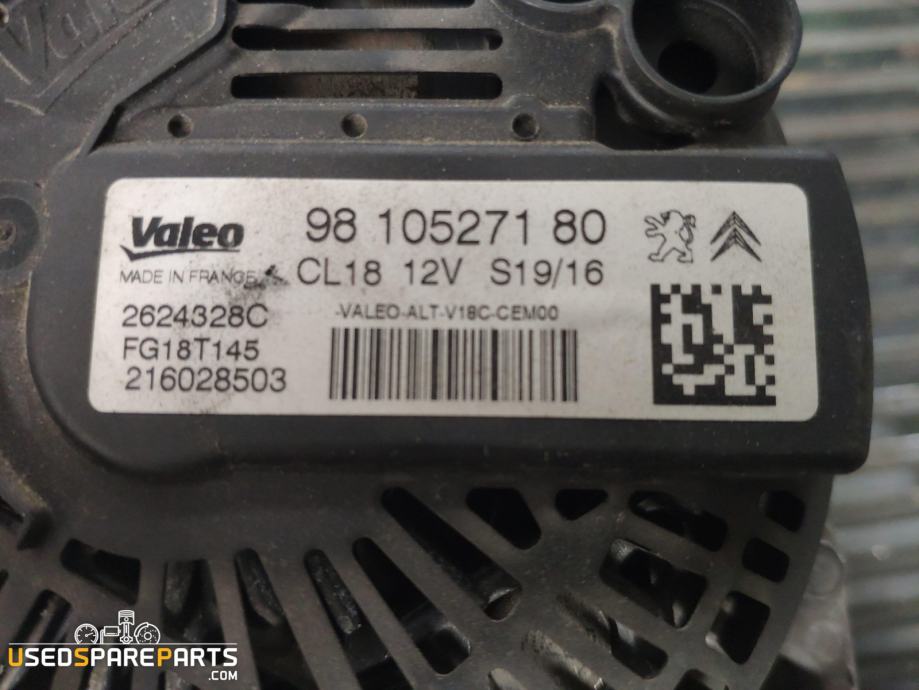 Vale
Valeo
98 105271 80
MADE IN FRANCE
CL18 12V S19/16
2624328C
-VALEO-ALT-V18C-CEM00
FG18T145
216028503
USEDSPAREPARTS
.COM